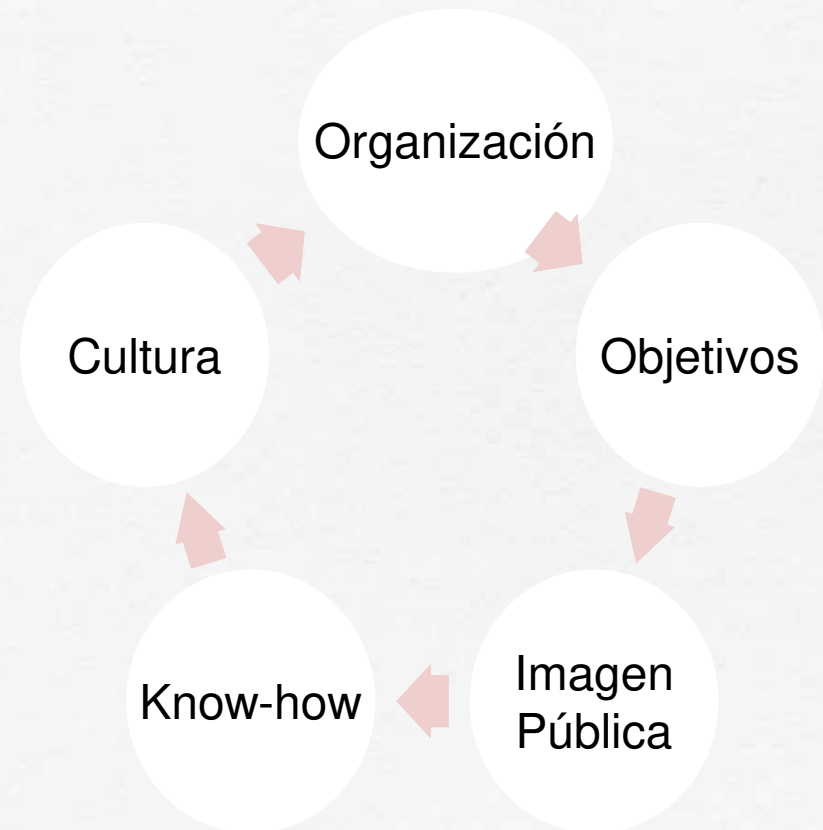 Organización
Objetivos
Imagen
Pública
Know-how
Cultura